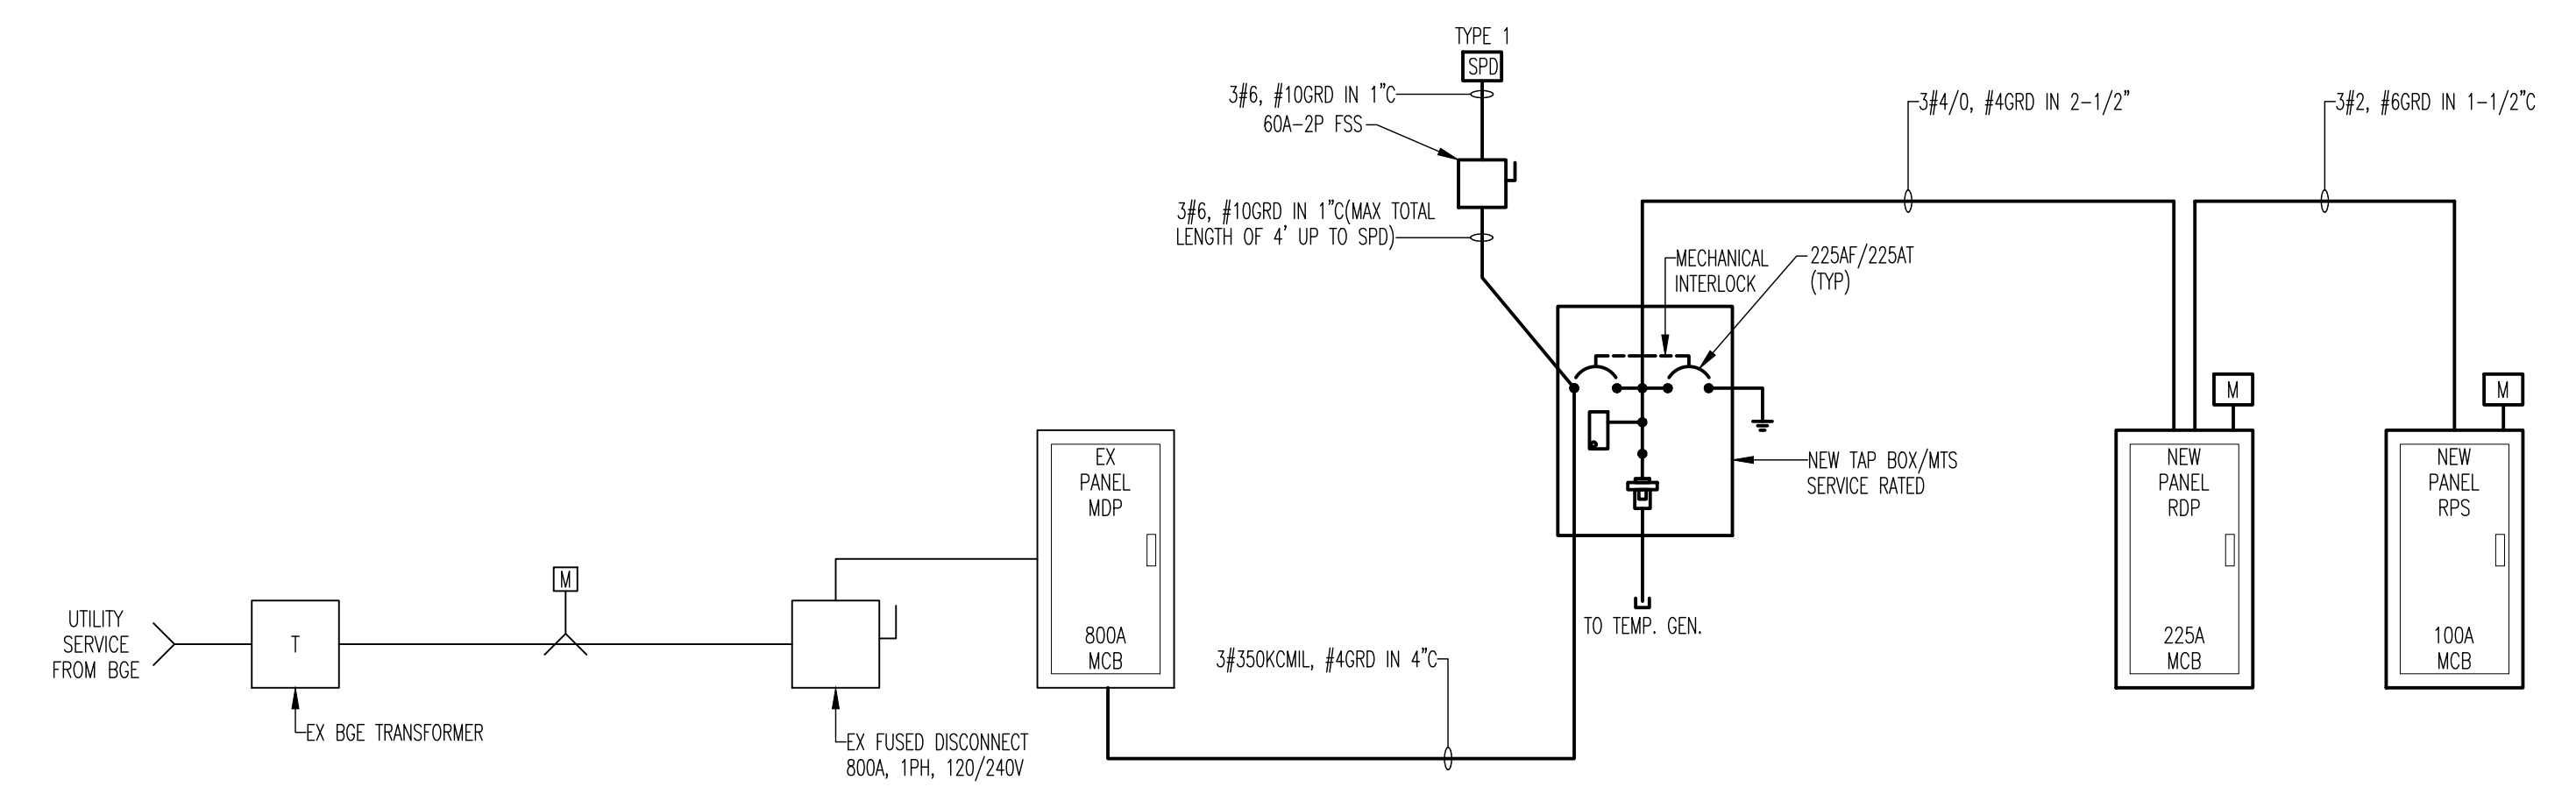 TYPE 1
SPD
3#6, #10GRD IN 1"C
60A-2P FSS
3#6, #10GRD IN 1"C(MAX TOTAL
LENGTH OF 4' UP TO SPD)
3#4/0, #4GRD IN 2-1/2"
3#2, #6GRD IN 1-1/2"C
MECHANICAL
INTERLOCK
225AF/225AT
(TYP)
NEW TAP BOX/MTS
SERVICE RATED
TO TEMP. GEN.
M
M
NEW
PANEL
RDP
225A
MCB
NEW
PANEL
RPS
100A
MCB
EX
PANEL
MDP
800A
MCB
M
UTILITY
SERVICE
FROM BGE
T
EX BGE TRANSFORMER
EX FUSED DISCONNECT
800A, 1PH, 120/240V
3#350KCMIL, #4GRD IN 4"C